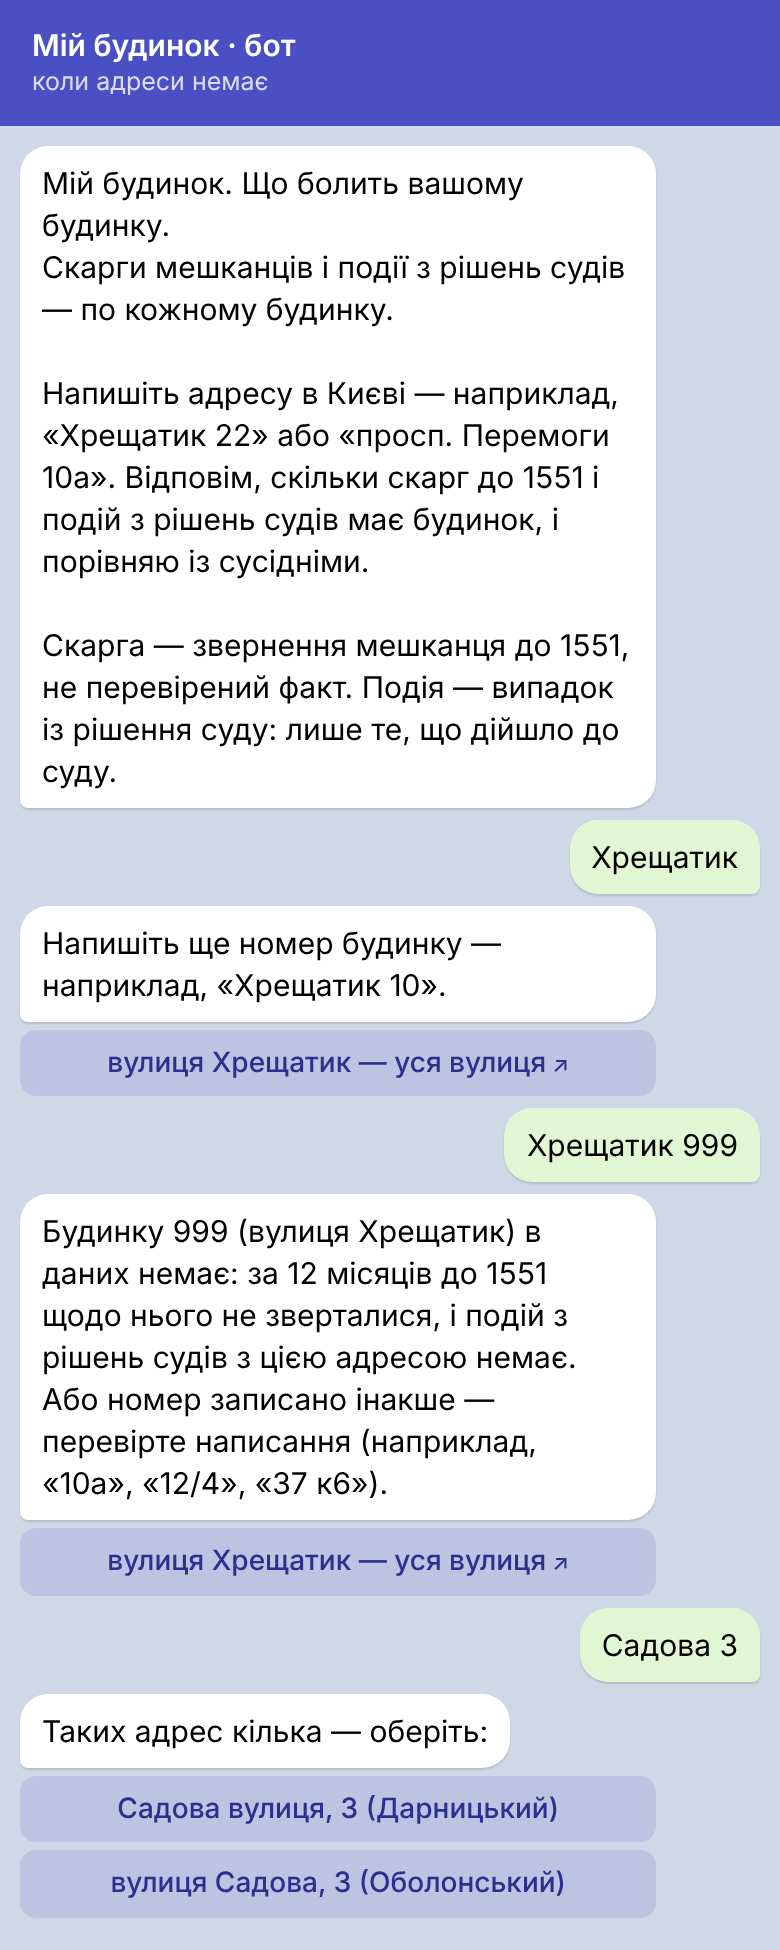 Мій будинок · бот
коли адреси немає
Мій будинок. Що болить вашому
будинку.
Скарги мешканців і події з рішень судів
— по кожному будинку.
Напишіть адресу в Києві — наприклад,
«Хрещатик 22» або «просп. Перемоги
10а». Відповім, скільки скарг до 1551 і
подій з рішень судів має будинок, і
порівняю із сусідніми.
Скарга — звернення мешканця до 1551,
не перевірений факт. Подія — випадок
із рішення суду: лише те, що дійшло до
суду.
Хрещатик
Напишіть ще номер будинку —
наприклад, «Хрещатик 10».
вулиця Хрещатик — уся вулиця ↗
Хрещатик 999
Будинку 999 (вулиця Хрещатик) в
даних немає: за 12 місяців до 1551
щодо нього не зверталися, і подій з
рішень судів з цією адресою немає.
Або номер записано інакше —
перевірте написання (наприклад,
«10а», «12/4», «37 к6»).
вулиця Хрещатик — уся вулиця ↗
Садова 3
Таких адрес кілька — оберіть:
Садова вулиця, 3 (Дарницький)
вулиця Садова, 3 (Оболонський)